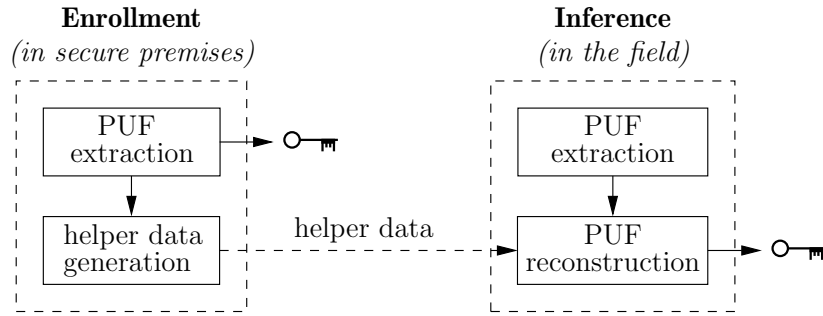 Enrollment
(in secure premises)
PUF
extraction
helper data
generation
helper data
Inference
(in the field)
PUF
extraction
PUF
reconstruction